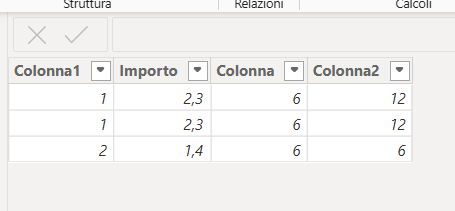 Struttura Relazioni Calcoli
Colonna1 Importo Colonna Colonna2
1 2,3 6 12
1 2,3 6 12
2 1,4 6 6